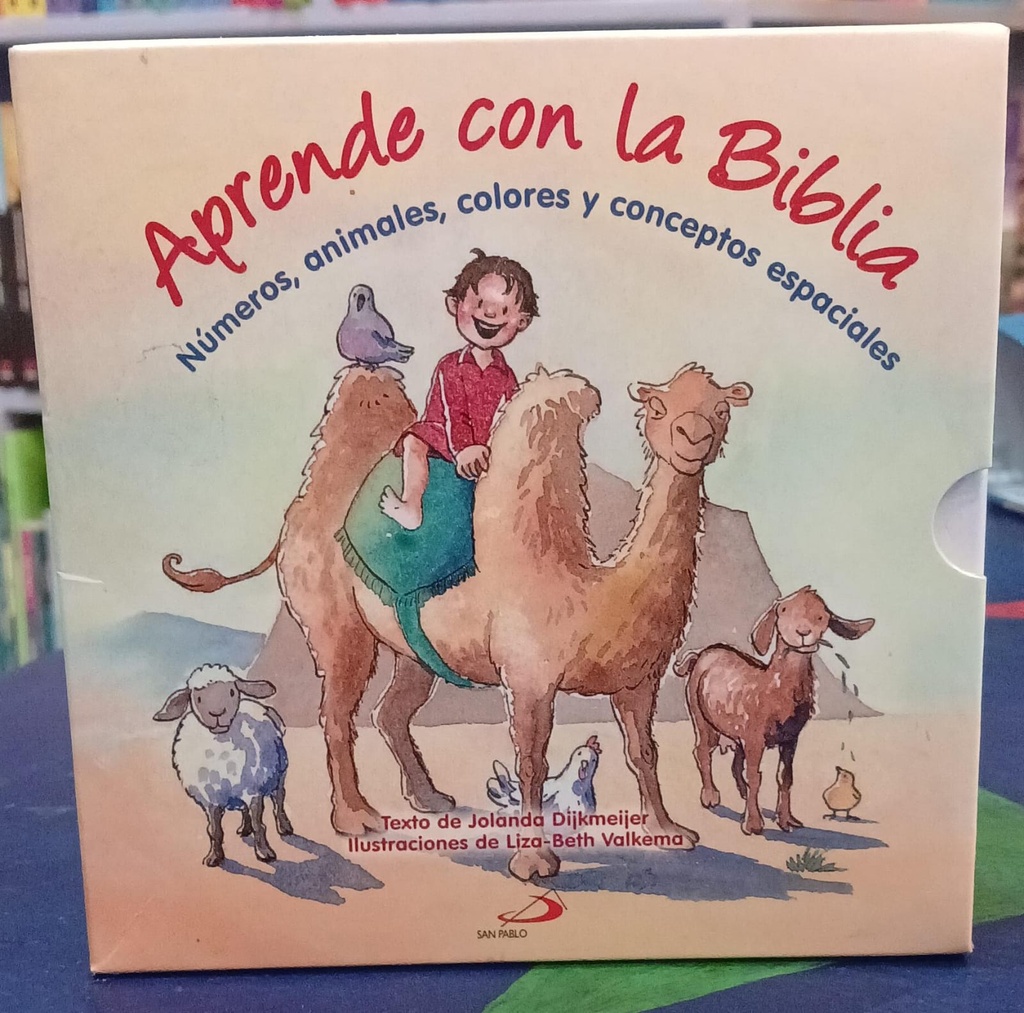 Aprende con la Biblia
Números, animales, colores y conceptos espaciales
Texto de Jolanda Dijkmeijer
Ilustraciones de Liza-Beth Valkema
SAN PABLO